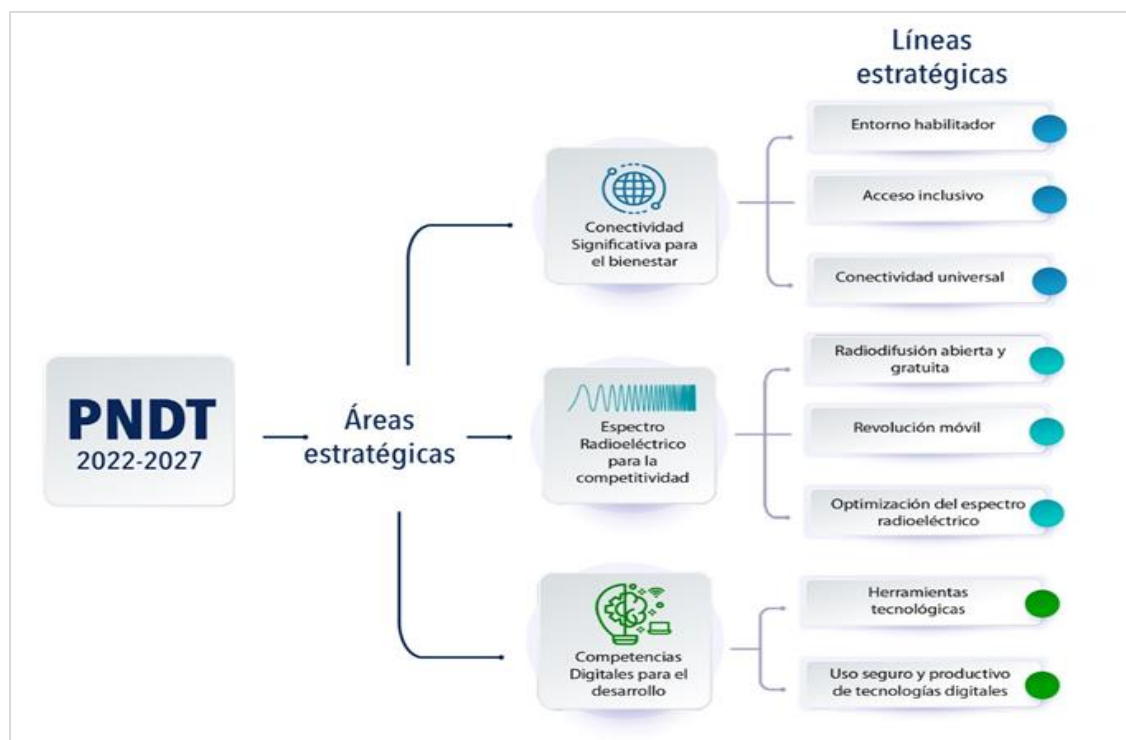 Líneas
estratégicas
PNDT
2022-2027
Áreas
estratégicas
Conectividad
Significativa para
el bienestar
Entorno habilitador
Acceso inclusivo
Conectividad universal
Espectro
Radioeléctrico
para la
competitividad
Radiodifusión abierta y
gratuita
Revolución móvil
Optimización del espectro
radioeléctrico
Competencias
Digitales para el
desarrollo
Herramientas
tecnológicas
Uso seguro y productivo
de tecnologías digitales